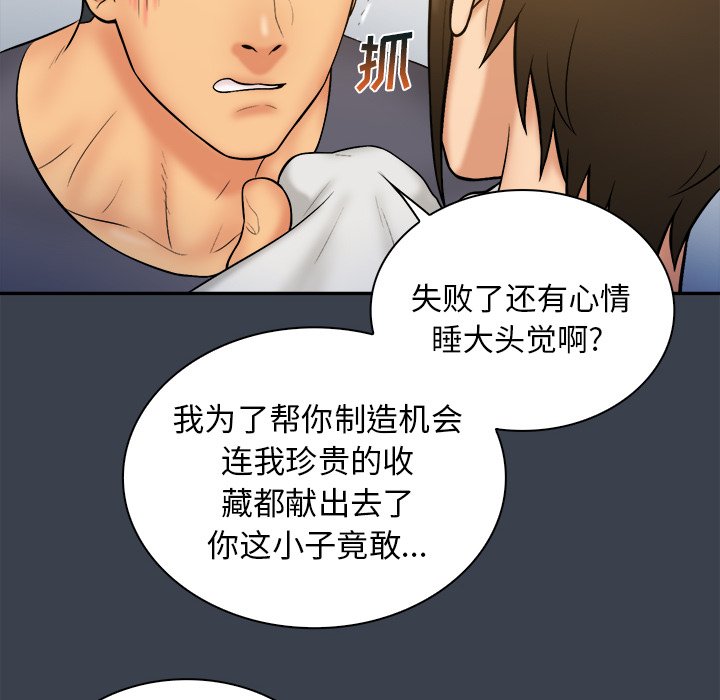 抓
失败了还有心情
睡大头觉啊?
我为了帮你制造机会
连我珍贵的收
藏都献出去了
你这小子竟敢...